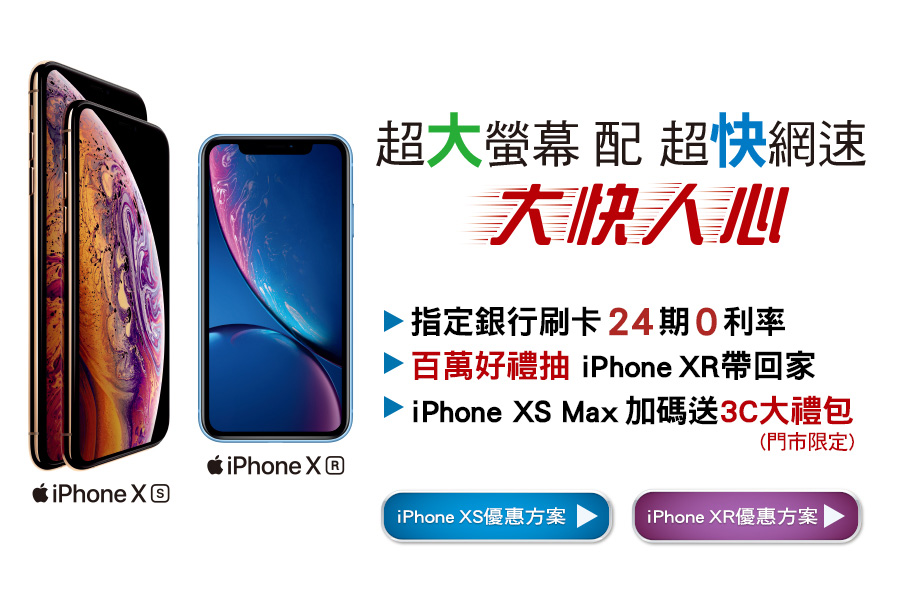 超大螢幕 配 超快網速
大快人心
指定銀行刷卡24期0利率
百萬好禮抽 iPhone XR帶回家
iPhone XS Max 加碼送3C大禮包
(門市限定)
iPhone XR
iPhone XS
iPhone XS優惠方案
iPhone XR優惠方案